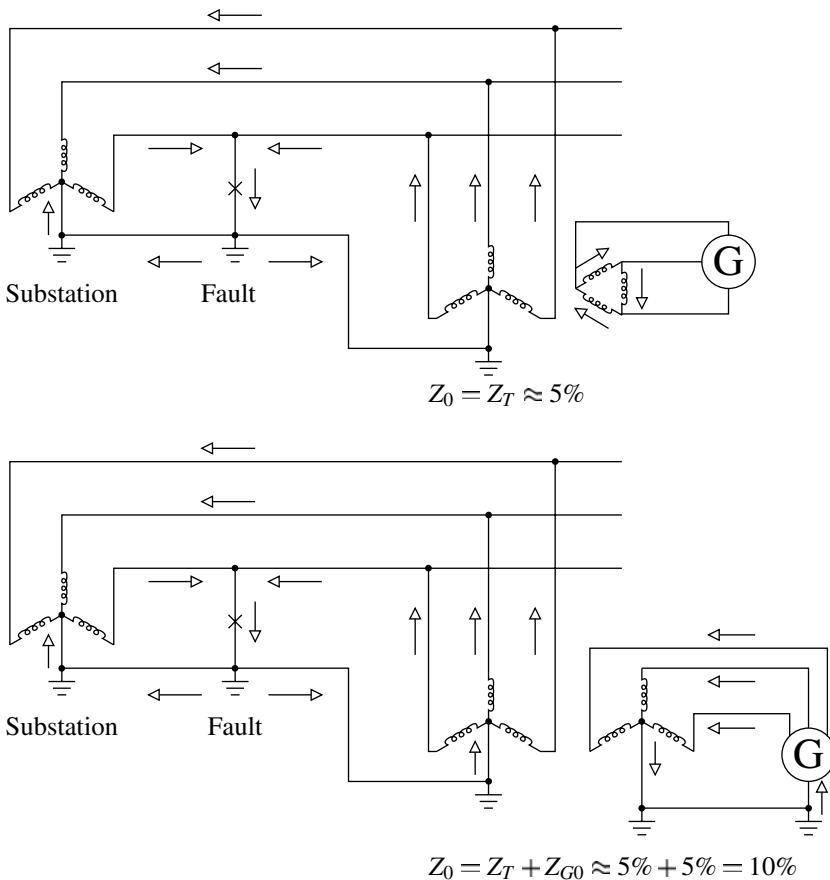 G
Substation
Fault
Z₀ = Z_T ≈ 5%
Substation
Fault
G
Z₀ = Z_T + Z_G0 ≈ 5% + 5% = 10%